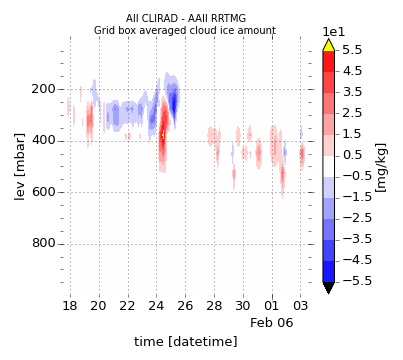 AII CLIRAD - AAII RRTMG
Grid box averaged cloud ice amount
1e1
5.5
4.5
3.5
2.5
1.5
0.5
−0.5
−1.5
−2.5
−3.5
−4.5
−5.5
[mg/kg]
lev [mbar]
200
400
600
800
18 20 22 24 26 28 30 01 03
Feb 06
time [datetime]